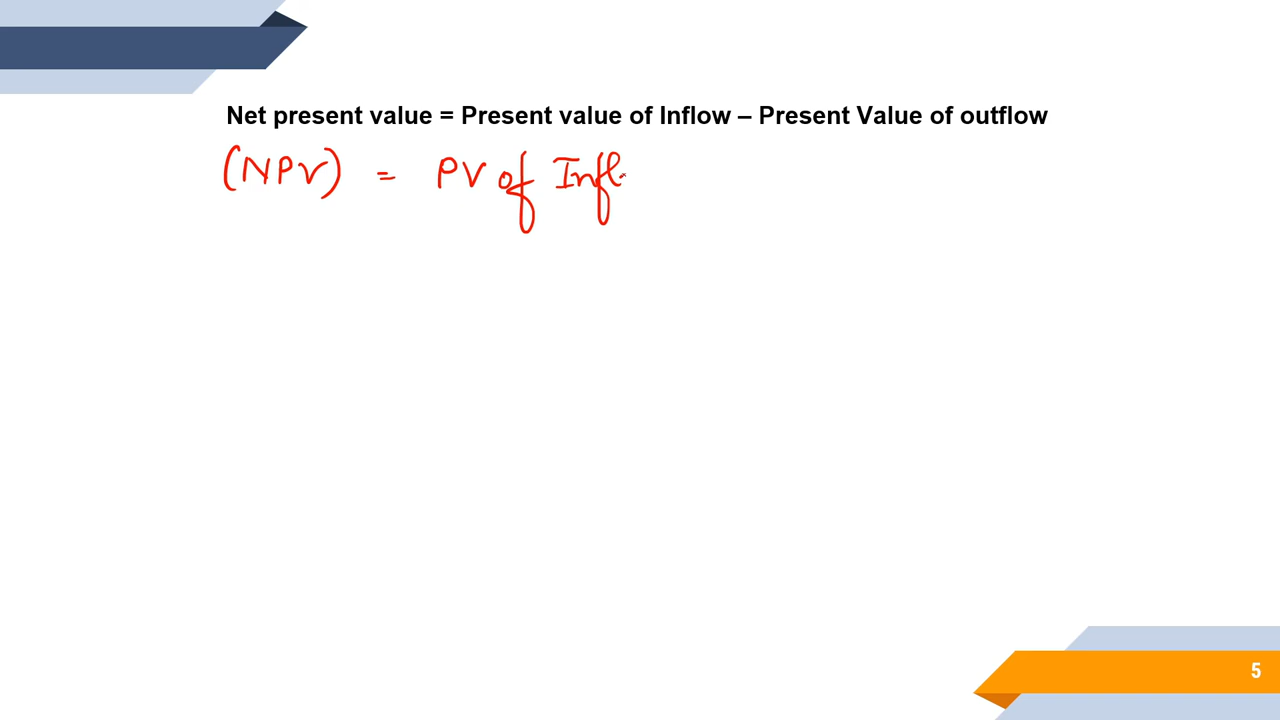 Net present value = Present value of Inflow – Present Value of outflow
(NPV) = PV of Infl
5